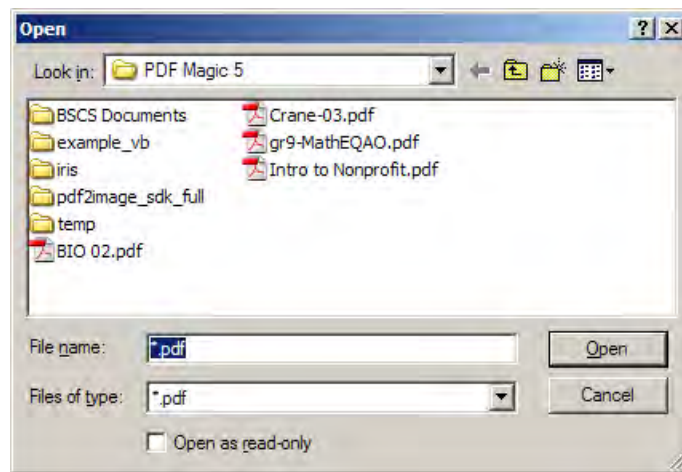 Open
Look in: PDF Magic 5
BSCS Documents
example_vb
iris
pdf2image_sdk_full
temp
BIO 02.pdf
Crane-03.pdf
gr9-MathEQAO.pdf
Intro to Nonprofit.pdf
File name: *.pdf Open
Files of type: *.pdf Cancel
Open as read-only